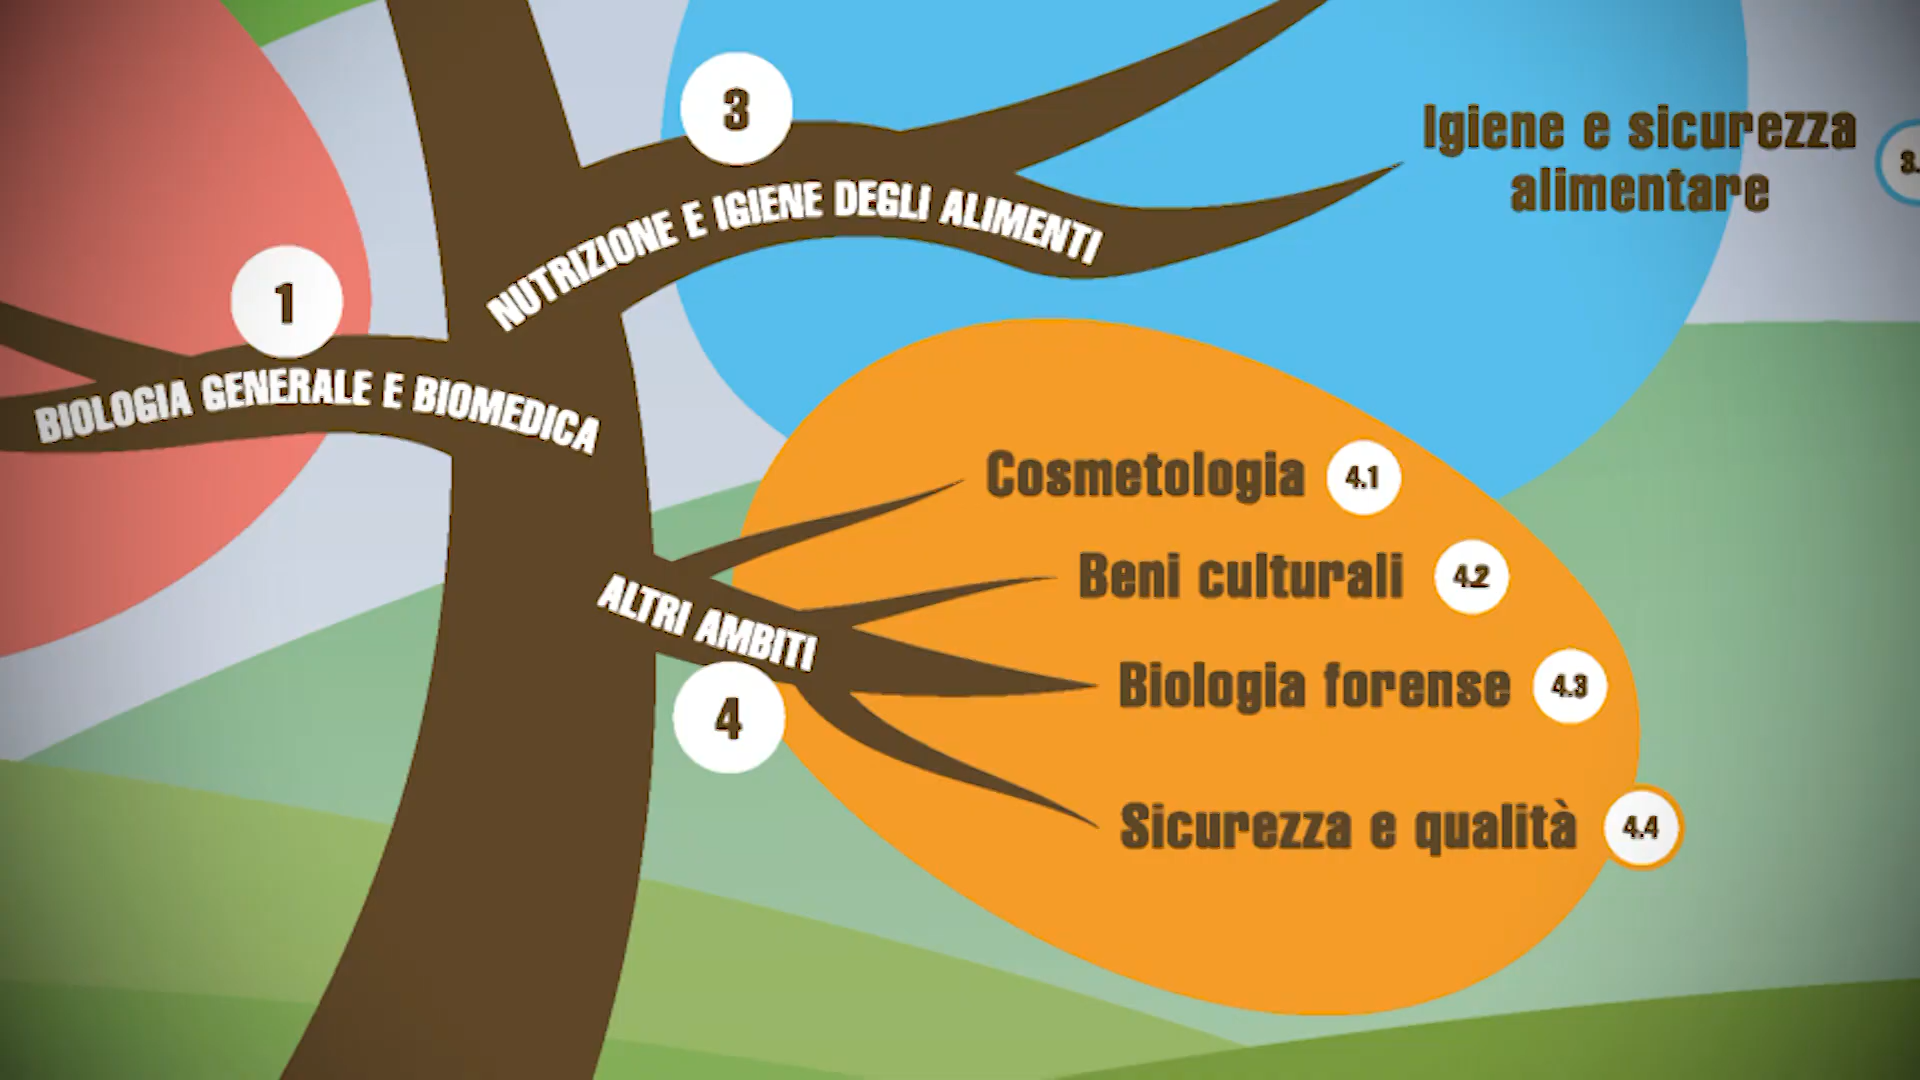 3
NUTRIZIONE E IGIENE DEGLI ALIMENTI
Igiene e sicurezza
alimentare
1
BIOLOGIA GENERALE E BIOMEDICA
Cosmetologia 4.1
Beni culturali 4.2
ALTRI AMBITI
Biologia forense 4.3
4
Sicurezza e qualità 4.4